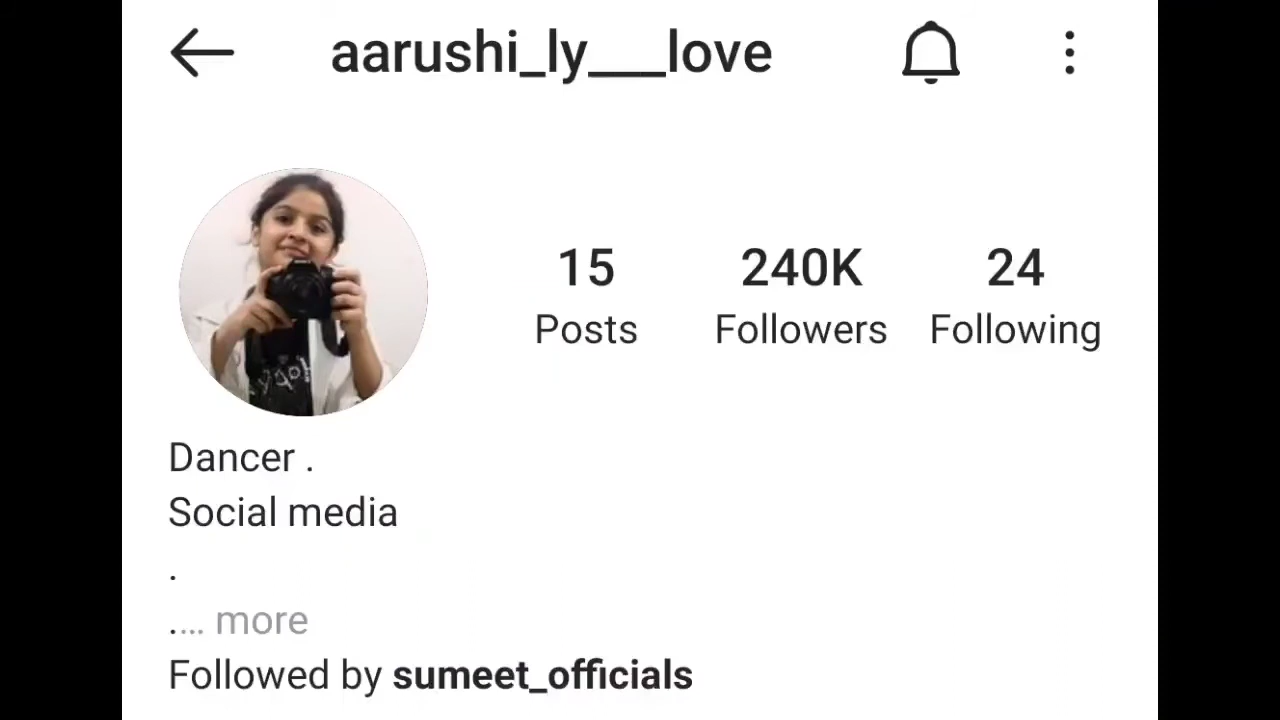 aarushi_ly___love
15 240K 24
Posts Followers Following
Dancer .
Social media
.
.... more
Followed by sumeet_officials